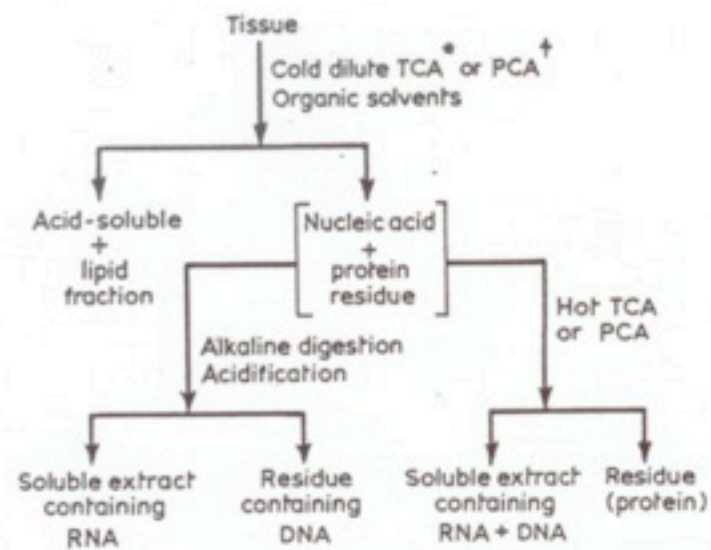 Tissue
Cold dilute TCA* or PCA†
Organic solvents
Acid-soluble
+
lipid
fraction
Nucleic acid
+
protein
residue
Hot TCA
or PCA
Alkaline digestion
Acidification
Soluble extract
containing
RNA
Residue
containing
DNA
Soluble extract
containing
RNA + DNA
Residue
(protein)